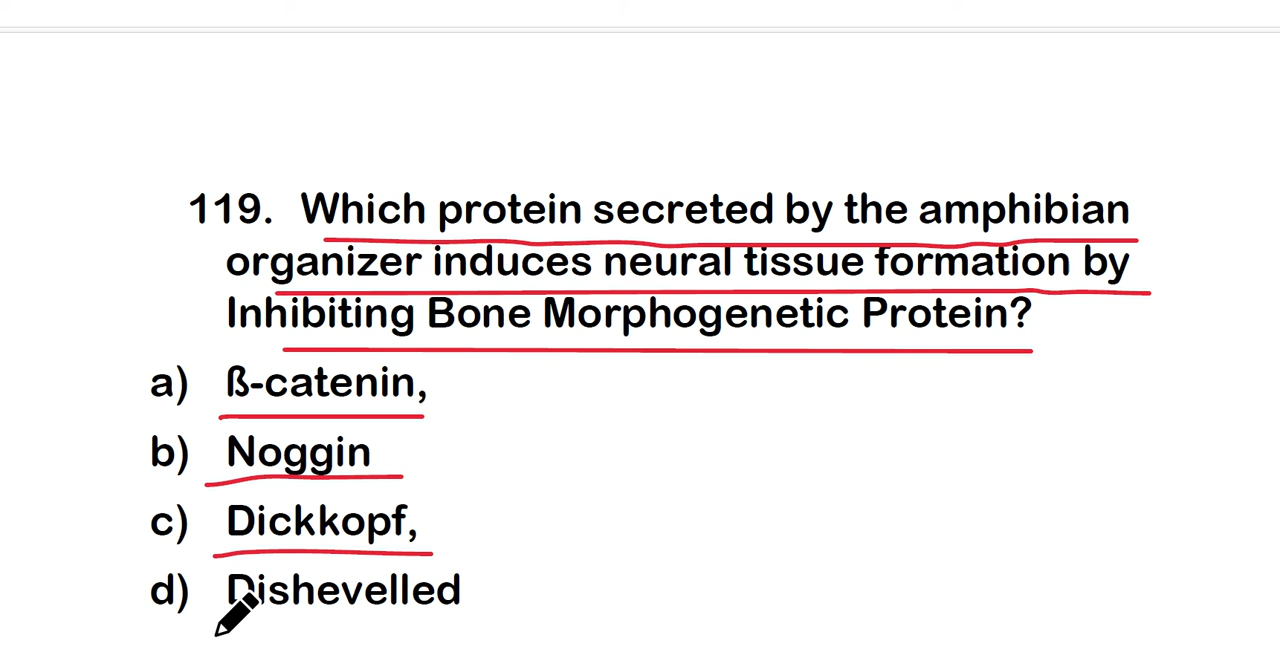 119. Which protein secreted by the amphibian
organizer induces neural tissue formation by
Inhibiting Bone Morphogenetic Protein?
a) ß-catenin,
b) Noggin
c) Dickkopf,
d) Dishevelled